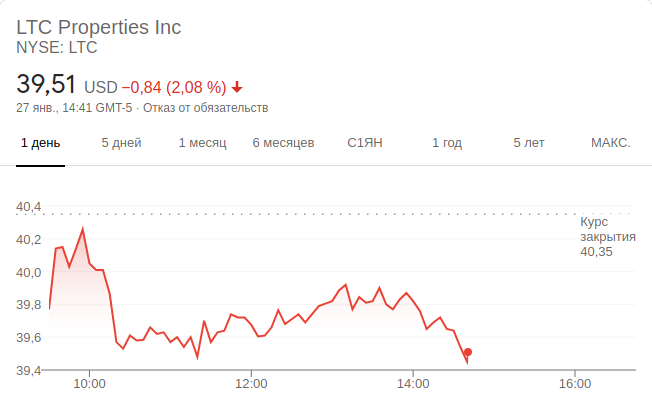 LTC Properties Inc
NYSE: LTC
39,51 USD −0,84 (2,08 %)
27 янв., 14:41 GMT-5 · Отказ от обязательств
1 день 5 дней 1 месяц 6 месяцев С1ЯН 1 год 5 лет МАКС.
40,4
Курс
закрытия
40,35
40,2
40,0
39,8
39,6
39,4
10:00 12:00 14:00 16:00